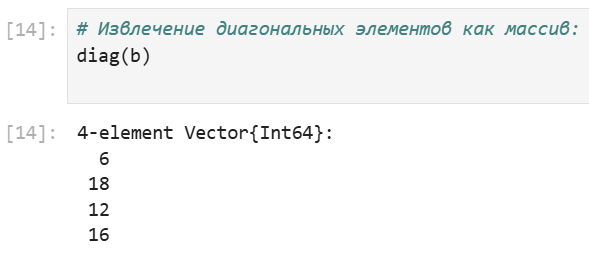 [14]: # Извлечение диагональных элементов как массив:
diag(b)
[14]: 4-element Vector{Int64}:
6
18
12
16